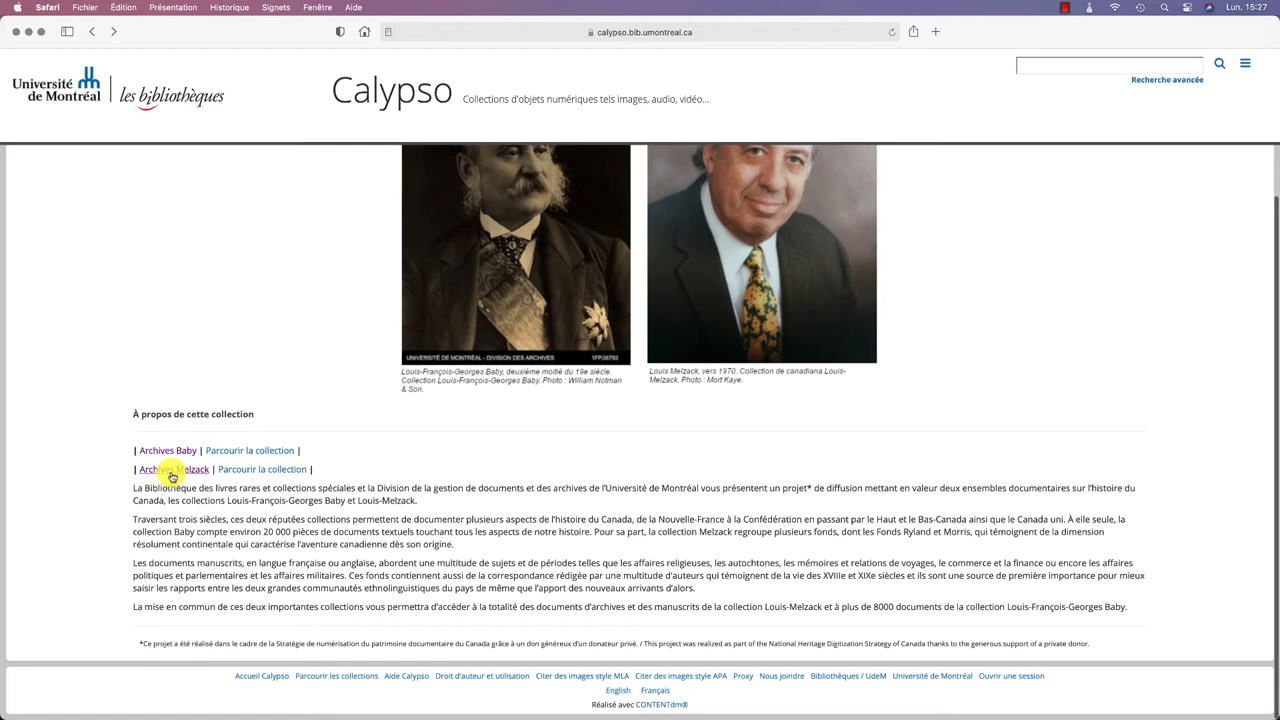 Safari Fichier Édition Présentation Historique Signets Fenêtre Aide Lun. 15:27
calypso.bib.umontreal.ca
Université
de Montréal
les bibliothèques
Calypso Collections d'objets numériques tels images, audio, vidéo...
Recherche avancée
UNIVERSITÉ DE MONTRÉAL - DIVISION DES ARCHIVES 1FP,06793
Louis-François-Georges Baby, deuxième moitié du 19e siècle.
Collection Louis-François-Georges Baby. Photo : William Notman
& Son.
Louis Melzack, vers 1970. Collection de canadiana Louis-
Melzack. Photo : Mort Kaye.
À propos de cette collection
| Archives Baby | Parcourir la collection |
| Archives Melzack | Parcourir la collection |
La Bibliothèque des livres rares et collections spéciales et la Division de la gestion de documents et des archives de l'Université de Montréal vous présentent un projet* de diffusion mettant en valeur deux ensembles documentaires sur l'histoire du
Canada, les collections Louis-François-Georges Baby et Louis-Melzack.
Traversant trois siècles, ces deux réputées collections permettent de documenter plusieurs aspects de l'histoire du Canada, de la Nouvelle-France à la Confédération en passant par le Haut et le Bas-Canada ainsi que le Canada uni. À elle seule, la
collection Baby compte environ 20 000 pièces de documents textuels touchant tous les aspects de notre histoire. Pour sa part, la collection Melzack regroupe plusieurs fonds, dont les Fonds Ryland et Morris, qui témoignent de la dimension
résolument continentale qui caractérise l'aventure canadienne dès son origine.
Les documents manuscrits, en langue française ou anglaise, abordent une multitude de sujets et de périodes telles que les affaires religieuses, les autochtones, les mémoires et relations de voyages, le commerce et la finance ou encore les affaires
politiques et parlementaires et les affaires militaires. Ces fonds contiennent aussi de la correspondance rédigée par une multitude d'auteurs qui témoignent de la vie des XVIIIe et XIXe siècles et ils sont une source de première importance pour mieux
saisir les rapports entre les deux grandes communautés ethnolinguistiques du pays de même que l'apport des nouveaux arrivants d'alors.
La mise en commun de ces deux importantes collections vous permettra d'accéder à la totalité des documents d'archives et des manuscrits de la collection Louis-Melzack et à plus de 8000 documents de la collection Louis-François-Georges Baby.
*Ce projet a été réalisé dans le cadre de la Stratégie de numérisation du patrimoine documentaire du Canada grâce à un don généreux d'un donateur privé. / This project was realized as part of the National Heritage Digitization Strategy of Canada thanks to the generous support of a private donor.
Accueil Calypso Parcourir les collections Aide Calypso Droit d'auteur et utilisation Citer des images style MLA Citer des images style APA Proxy Nous joindre Bibliothèques / UdeM Université de Montréal Ouvrir une session
English Français
Réalisé avec CONTENTdm®